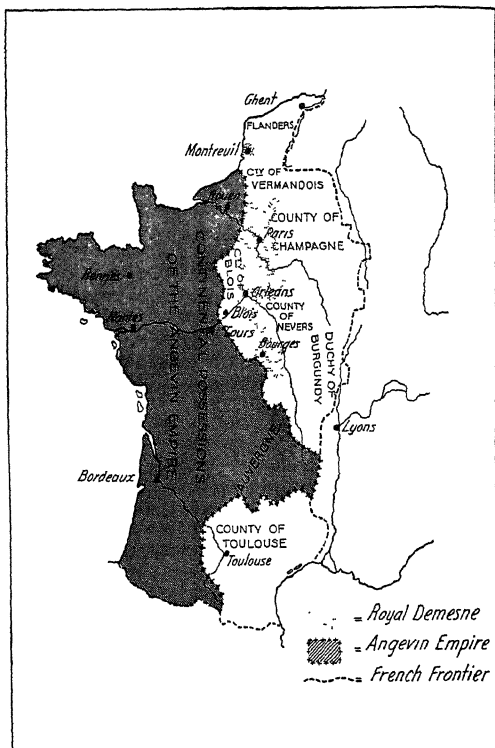 Ghent
FLANDERS
Montreuil
CTY OF
VERMANDOIS
Rouen
COUNTY OF
CHAMPAGNE
Paris
CTY OF
BLOIS
Rennes
Orleans
Blois
COUNTY
OF
NEVERS
Nantes
Tours
Bourges
CONTINENTAL POSSESSIONS
OF THE ANGEVIN EMPIRE
DUCHY OF
BURGUNDY
Lyons
AUVERGNE
Bordeaux
COUNTY OF
TOULOUSE
Toulouse
= Royal Demesne
= Angevin Empire
= French Frontier